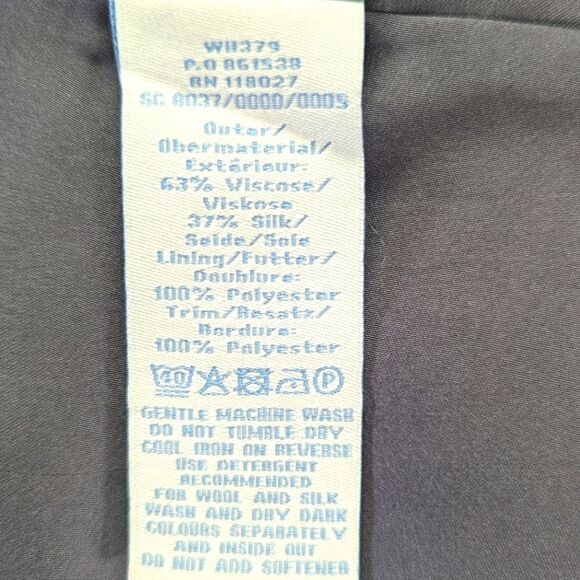 WH379
P.O 861538
RN 118027
SC 8037/0000/0005
Outer/
Obermaterial/
Extérieur:
63% Viscose/
Viskose
37% Silk/
Seide/Soie
Lining/Futter/
Doublure:
100% Polyester
Trim/Besatz/
Bordure:
100% Polyester
40 P
GENTLE MACHINE WASH
DO NOT TUMBLE DRY
COOL IRON ON REVERSE
USE DETERGENT
RECOMMENDED
FOR WOOL AND SILK
WASH AND DRY DARK
COLOURS SEPARATELY
AND INSIDE OUT
DO NOT ADD SOFTENER